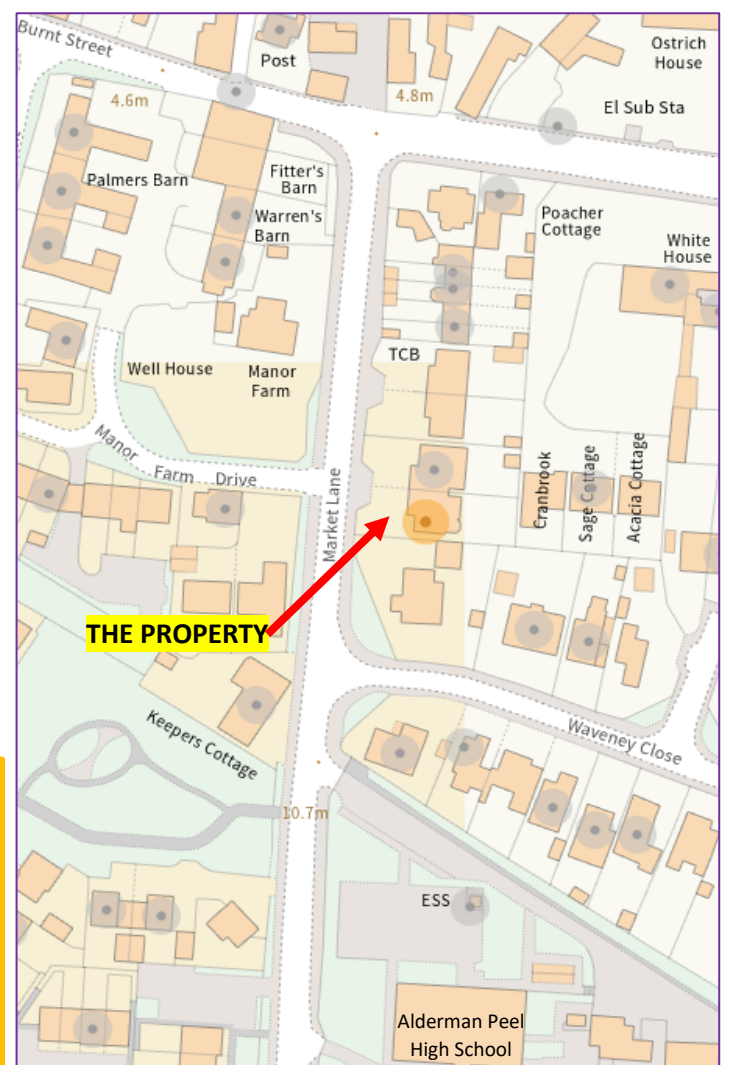 Burnt Street
Post
Ostrich
House
4.6m
4.8m
El Sub Sta
Palmers Barn
Fitter's
Barn
Warren's
Barn
Poacher
Cottage
White
House
TCB
Well House
Manor
Farm
Manor Farm Drive
Market Lane
Cranbrook
Sage Cottage
Acacia Cottage
THE PROPERTY
Keepers Cottage
Waveney Close
10.7m
ESS
Alderman Peel
High School